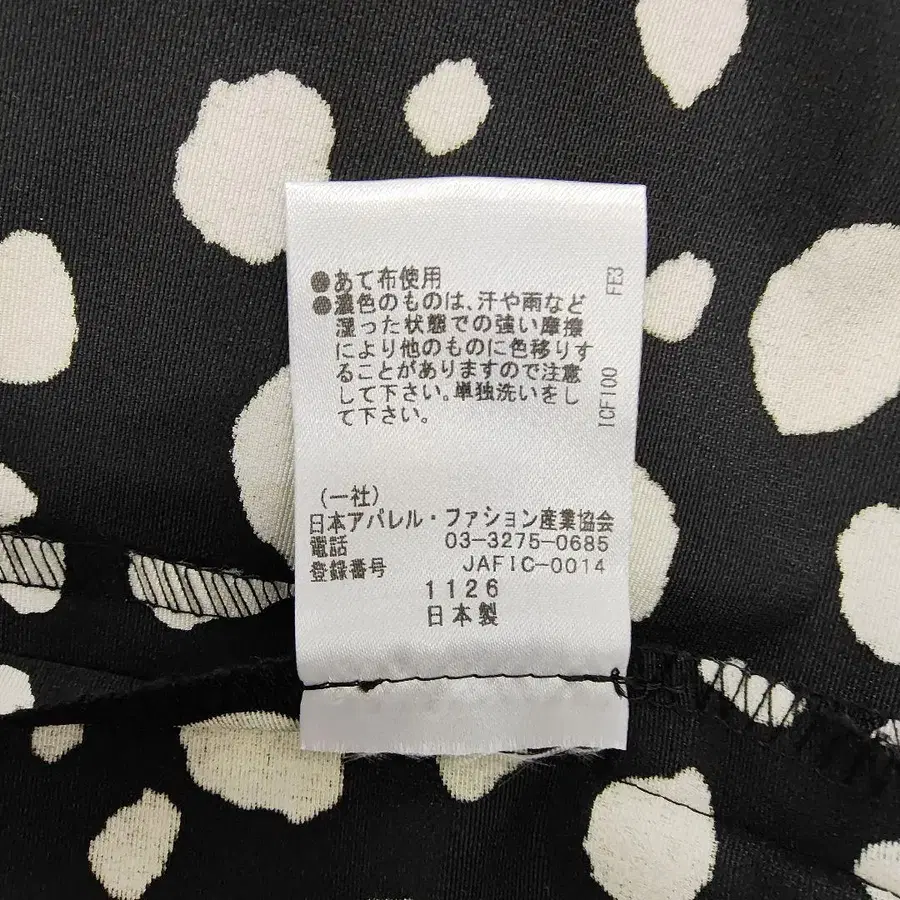 ●あて布使用
●濃色のものは、汗や雨など
湿った状態での強い摩擦
により他のものに色移りす
ることがありますので注意
して下さい。単独洗いをし
て下さい。
FF3
ICF100
(一社)
日本アパレル・ファション産業協会
電話 03-3275-0685
登録番号 JAFIC-0014
1126
日本製